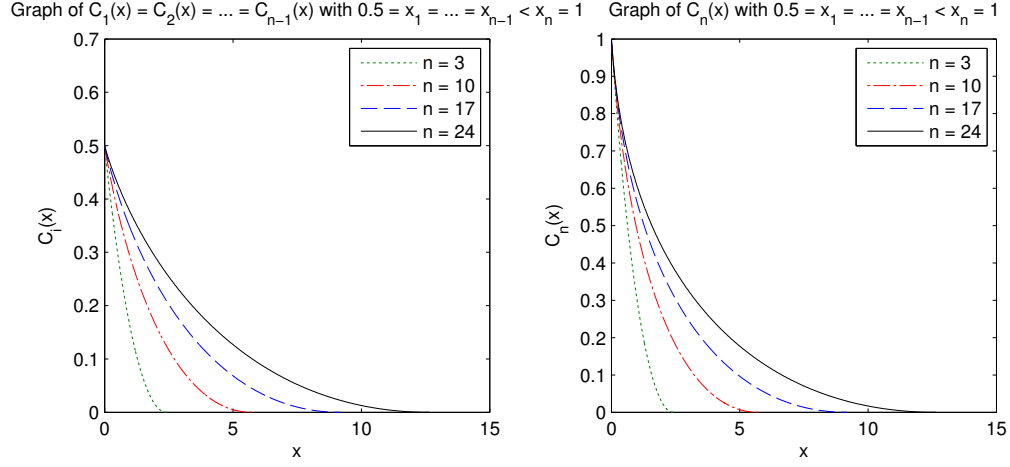 Graph of C_1(x) = C_2(x) = ... = C_{n-1}(x) with 0.5 = x_1 = ... = x_{n-1} < x_n = 1
0.7
0.6
0.5
0.4
0.3
0.2
0.1
0
C_i(x)
n = 3
n = 10
n = 17
n = 24
0
5
10
15
x
Graph of C_n(x) with 0.5 = x_1 = ... = x_{n-1} < x_n = 1
1
0.9
0.8
0.7
0.6
0.5
0.4
0.3
0.2
0.1
0
C_n(x)
n = 3
n = 10
n = 17
n = 24
0
5
10
15
x